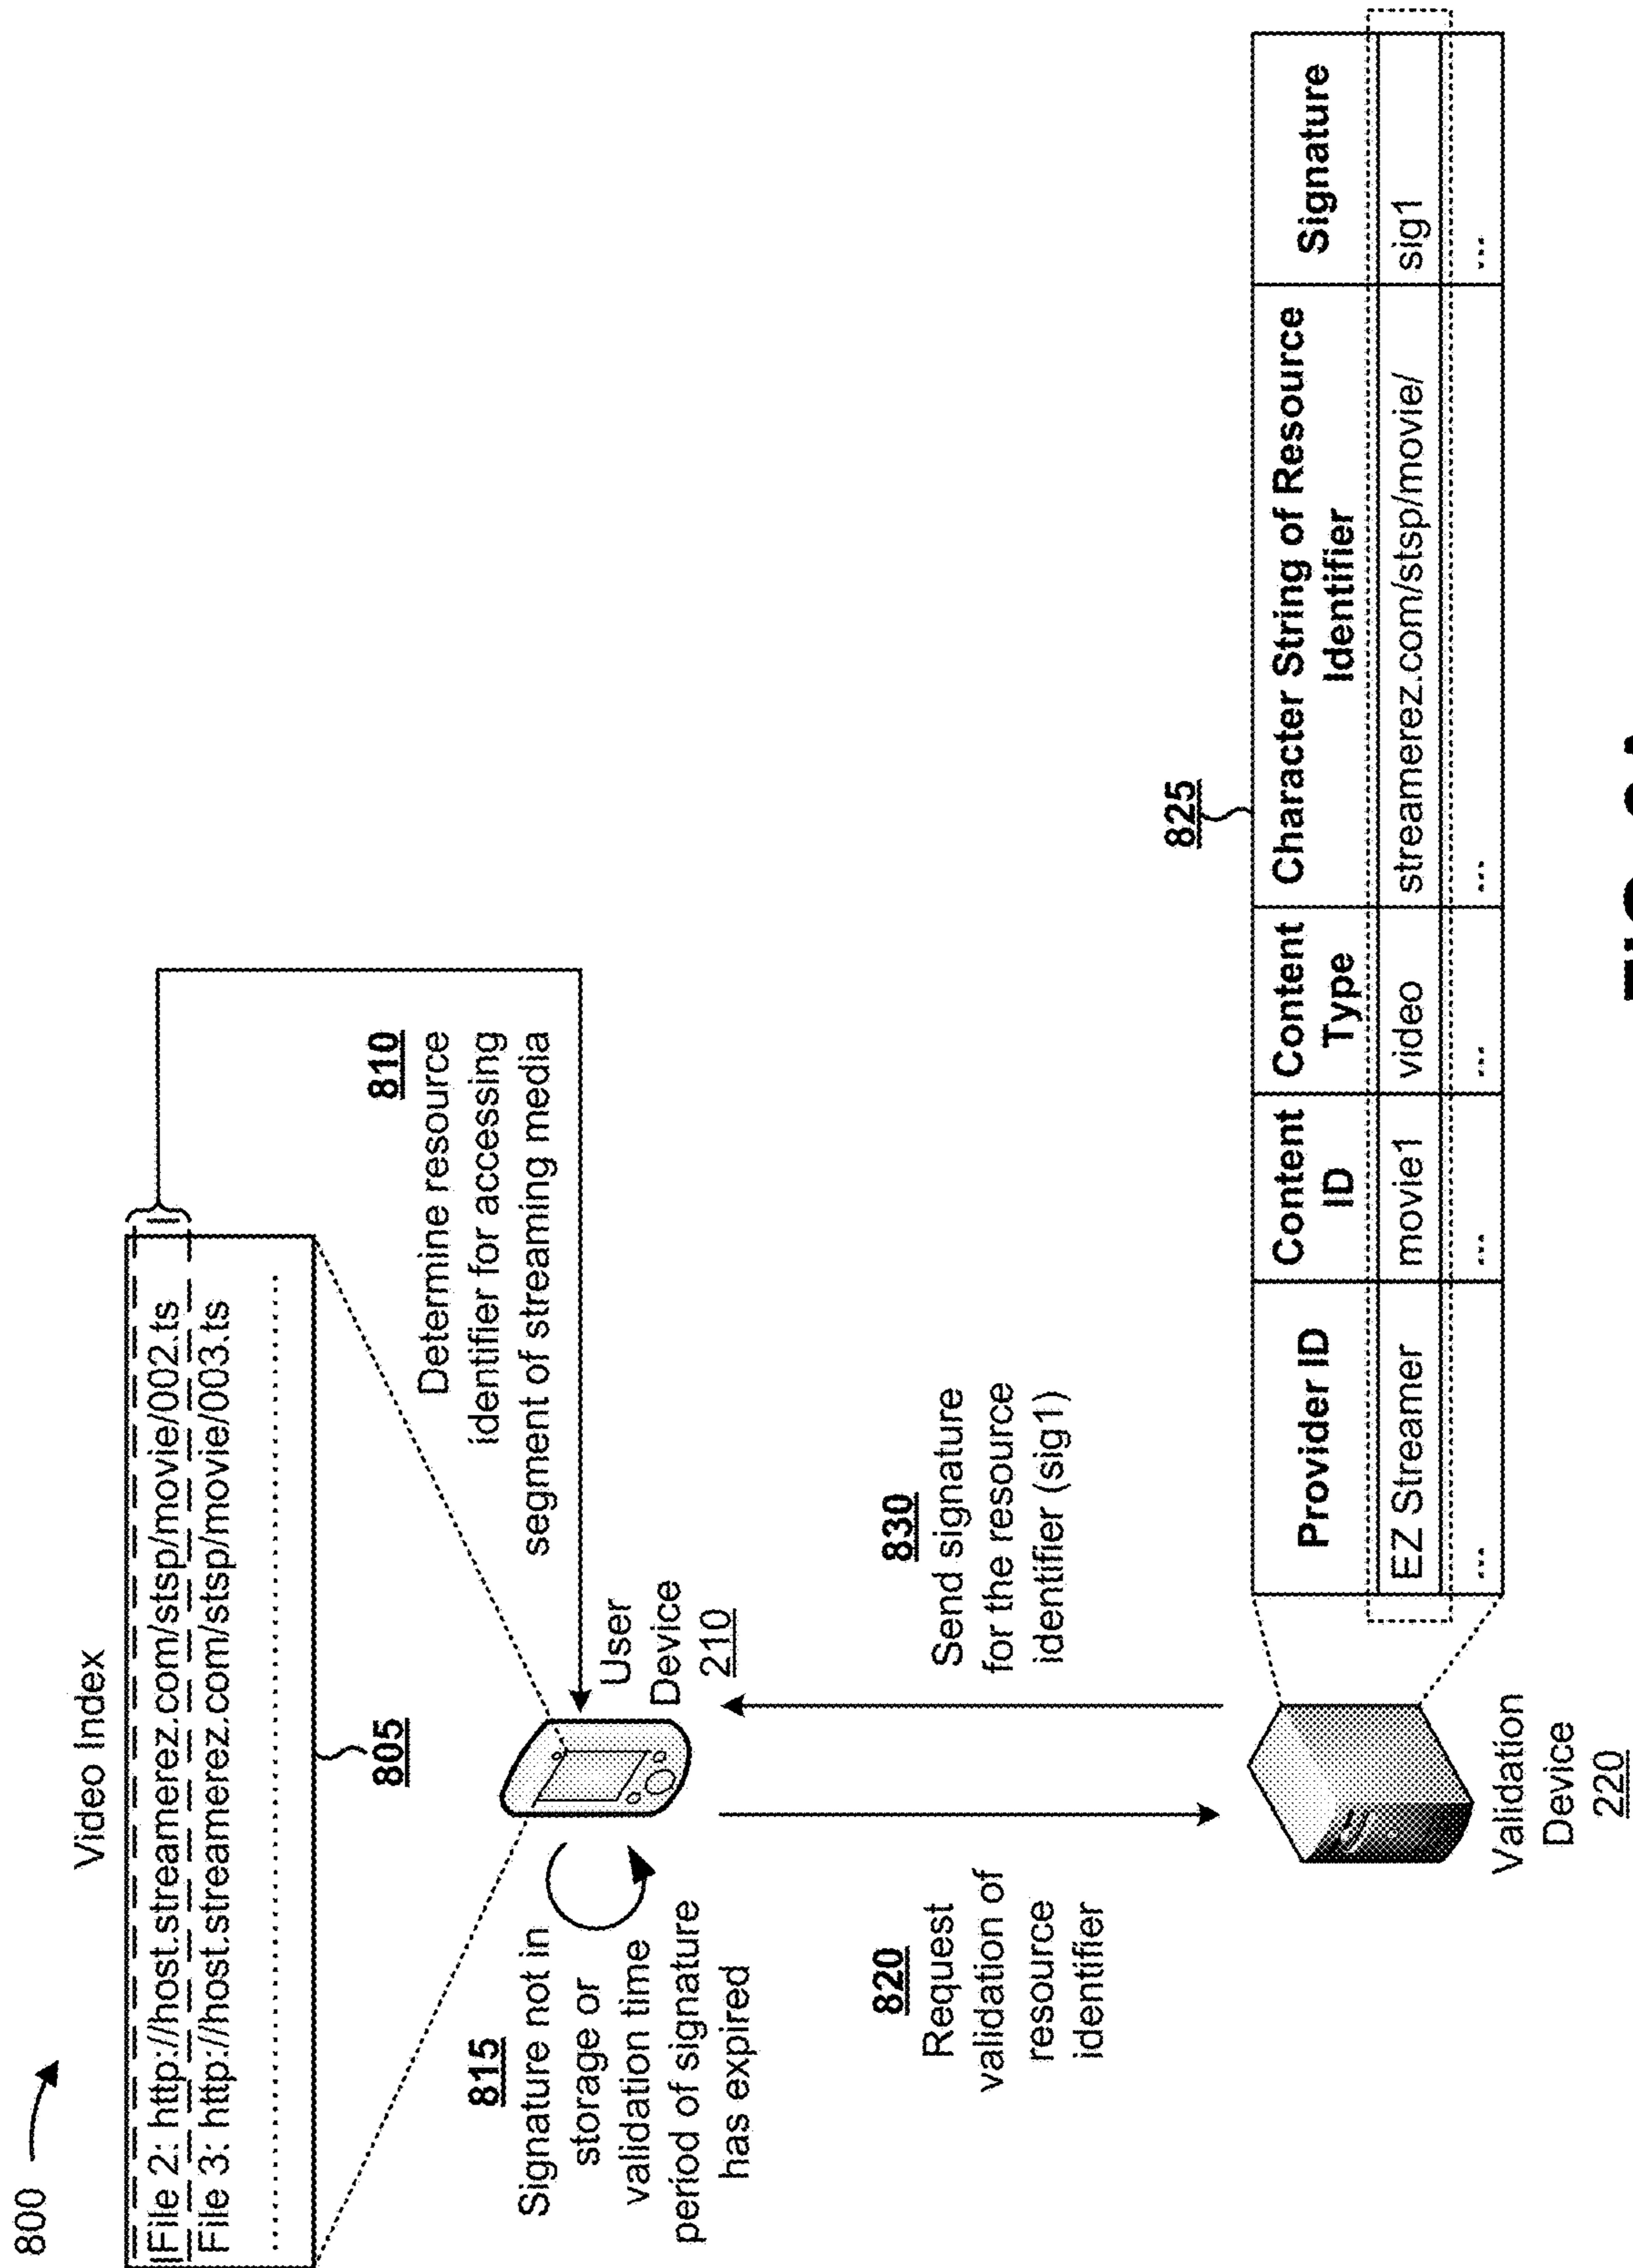 800
Video Index
File 2: http://host.streamerez.com/stsp/movie/002.ts
File 3: http://host.streamerez.com/stsp/movie/003.ts
805
810
Determine resource
identifier for accessing
segment of streaming media
815
Signature not in
storage or
validation time
period of signature
has expired
User
Device
210
820
Request
validation of
resource
identifier
830
Send signature
for the resource
identifier (sig1)
Validation
Device
220
825
Provider ID
Content
ID
Content
Type
Character String of Resource
Identifier
Signature
EZ Streamer
movie1
video
streamerez.com/stsp/movie/
sig1
...
...
...
...
...